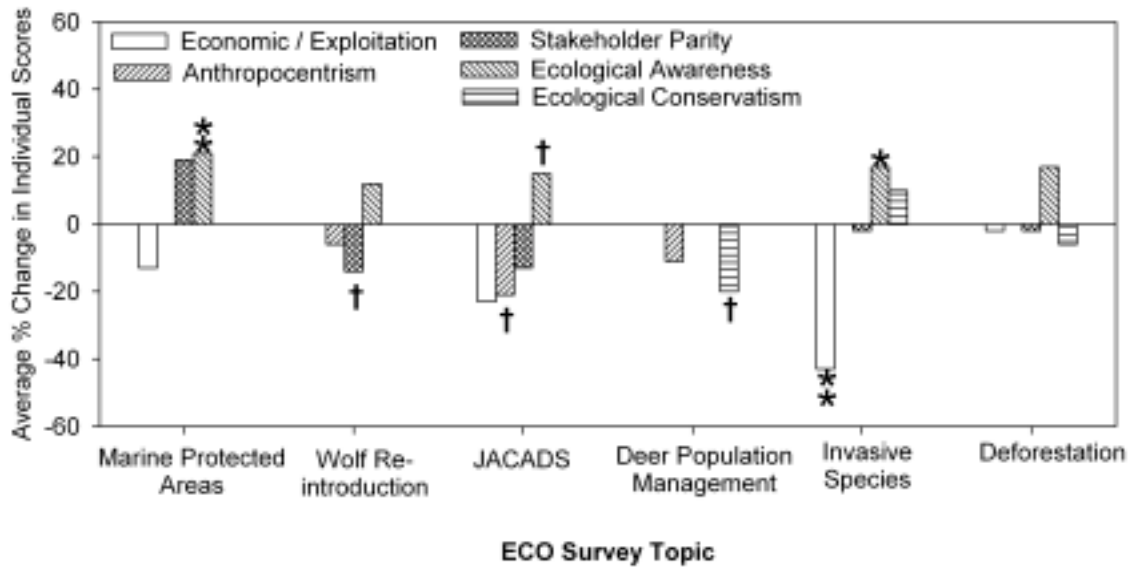 Average % Change in Individual Scores
60
40
20
0
-20
-40
-60
Economic / Exploitation
Anthropocentrism
Stakeholder Parity
Ecological Awareness
Ecological Conservatism
*
*
†
†
†
†
*
*
*
Marine Protected
Areas
Wolf Re-
introduction
JACADS
Deer Population
Management
Invasive
Species
Deforestation
ECO Survey Topic